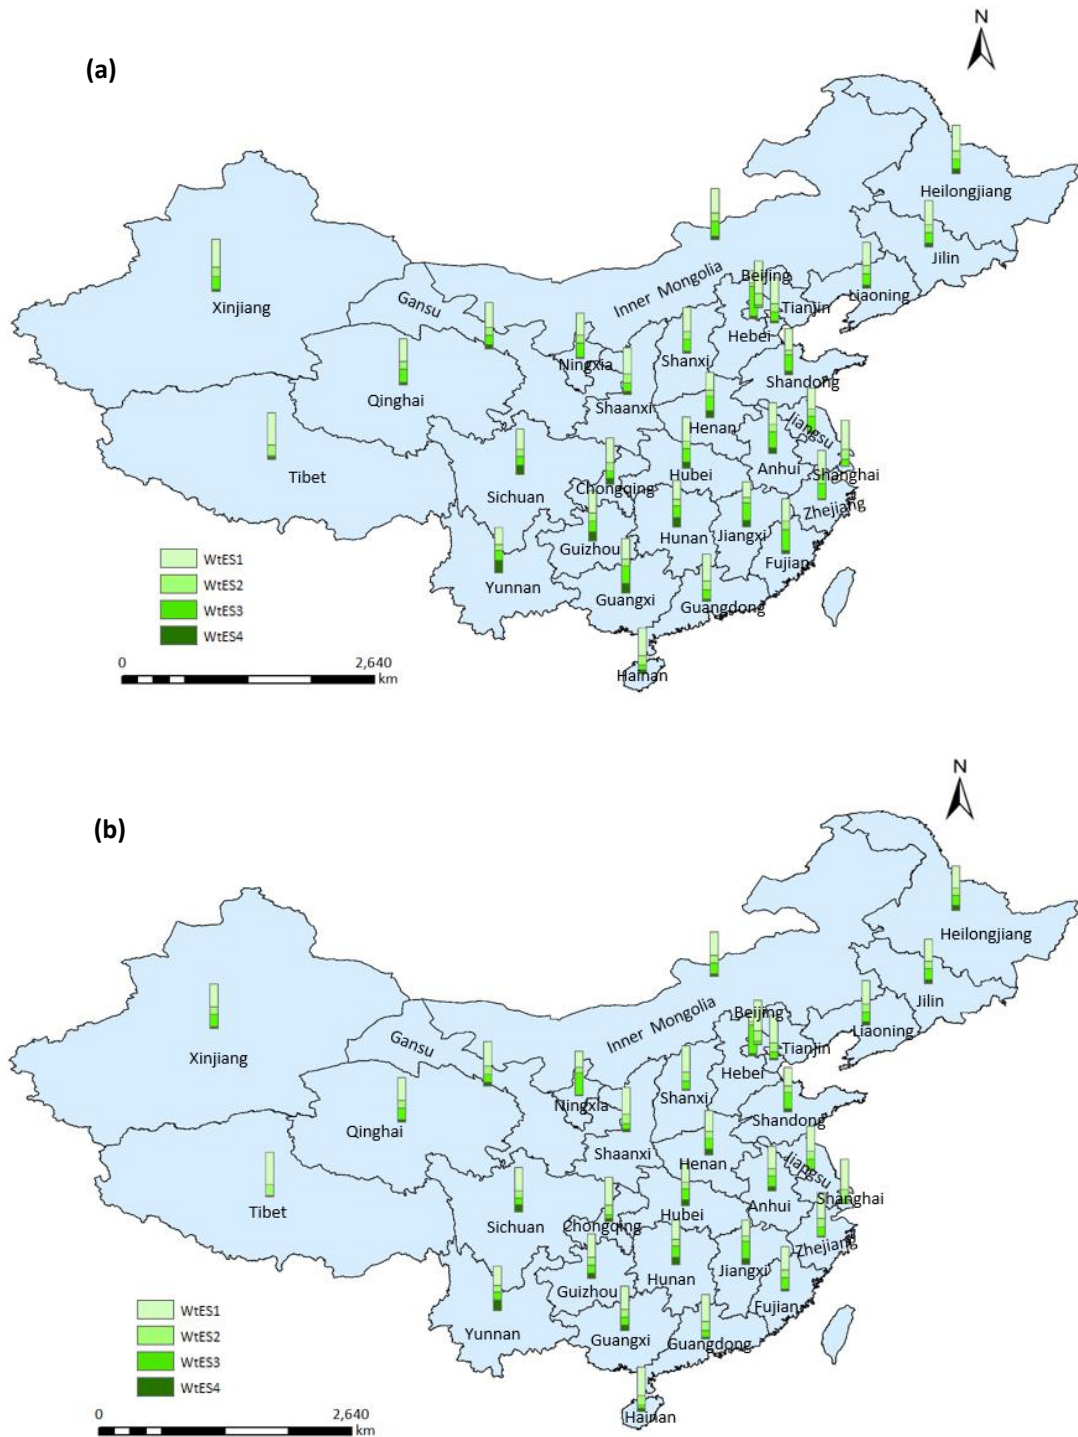 N
(a)
Heilongjiang
Jilin
Inner Mongolia
Beijing
Liaoning
Xinjiang
Gansu
Tianjin
Hebei
Ningxia
Shanxi
Shandong
Qinghai
Shaanxi
Henan
Jiangsu
Tibet
Sichuan
Chongqing
Hubei
Anhui
Shanghai
Zhejiang
Guizhou
Hunan
Jiangxi
Fujian
Yunnan
Guangxi
Guangdong
Hainan
WtES1
WtES2
WtES3
WtES4
0 2,640
km
N
(b)
Heilongjiang
Jilin
Inner Mongolia
Beijing
Liaoning
Xinjiang
Gansu
Tianjin
Hebei
Ningxia
Shanxi
Shandong
Qinghai
Shaanxi
Henan
Jiangsu
Tibet
Sichuan
Chongqing
Hubei
Anhui
Shanghai
Zhejiang
Guizhou
Hunan
Jiangxi
Fujian
Yunnan
Guangxi
Guangdong
Hainan
WtES1
WtES2
WtES3
WtES4
0 2,640
km